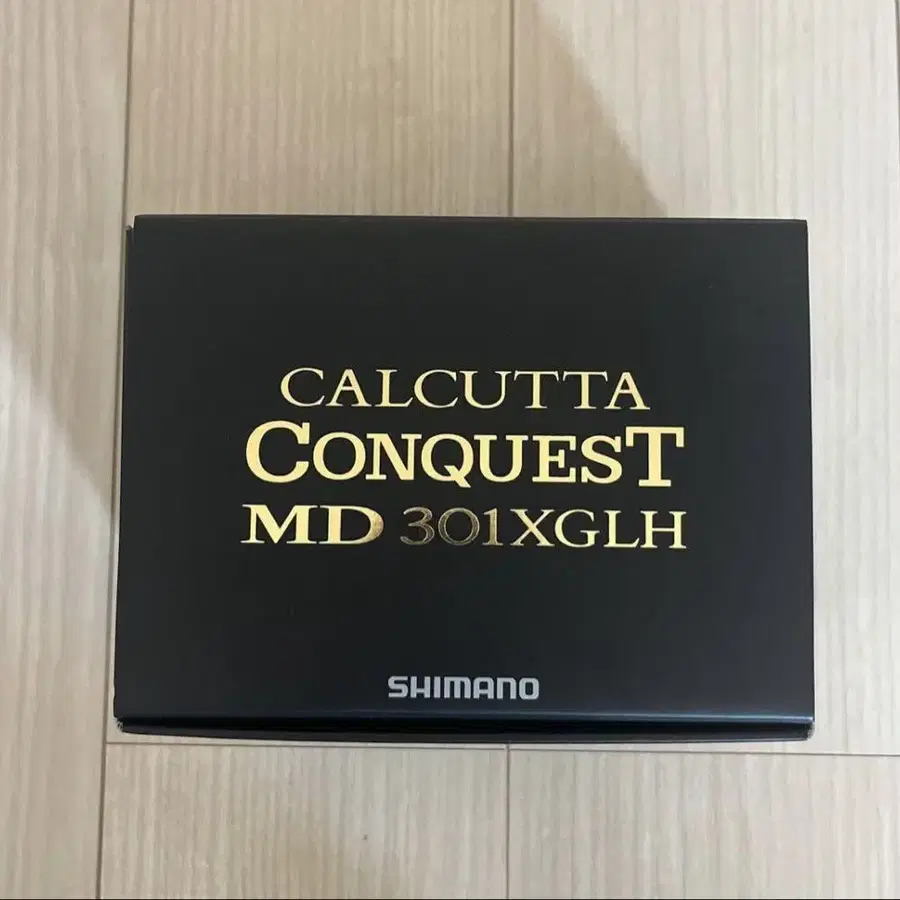 CALCUTTA
CONQUEST
MD 301XGLH
SHIMANO